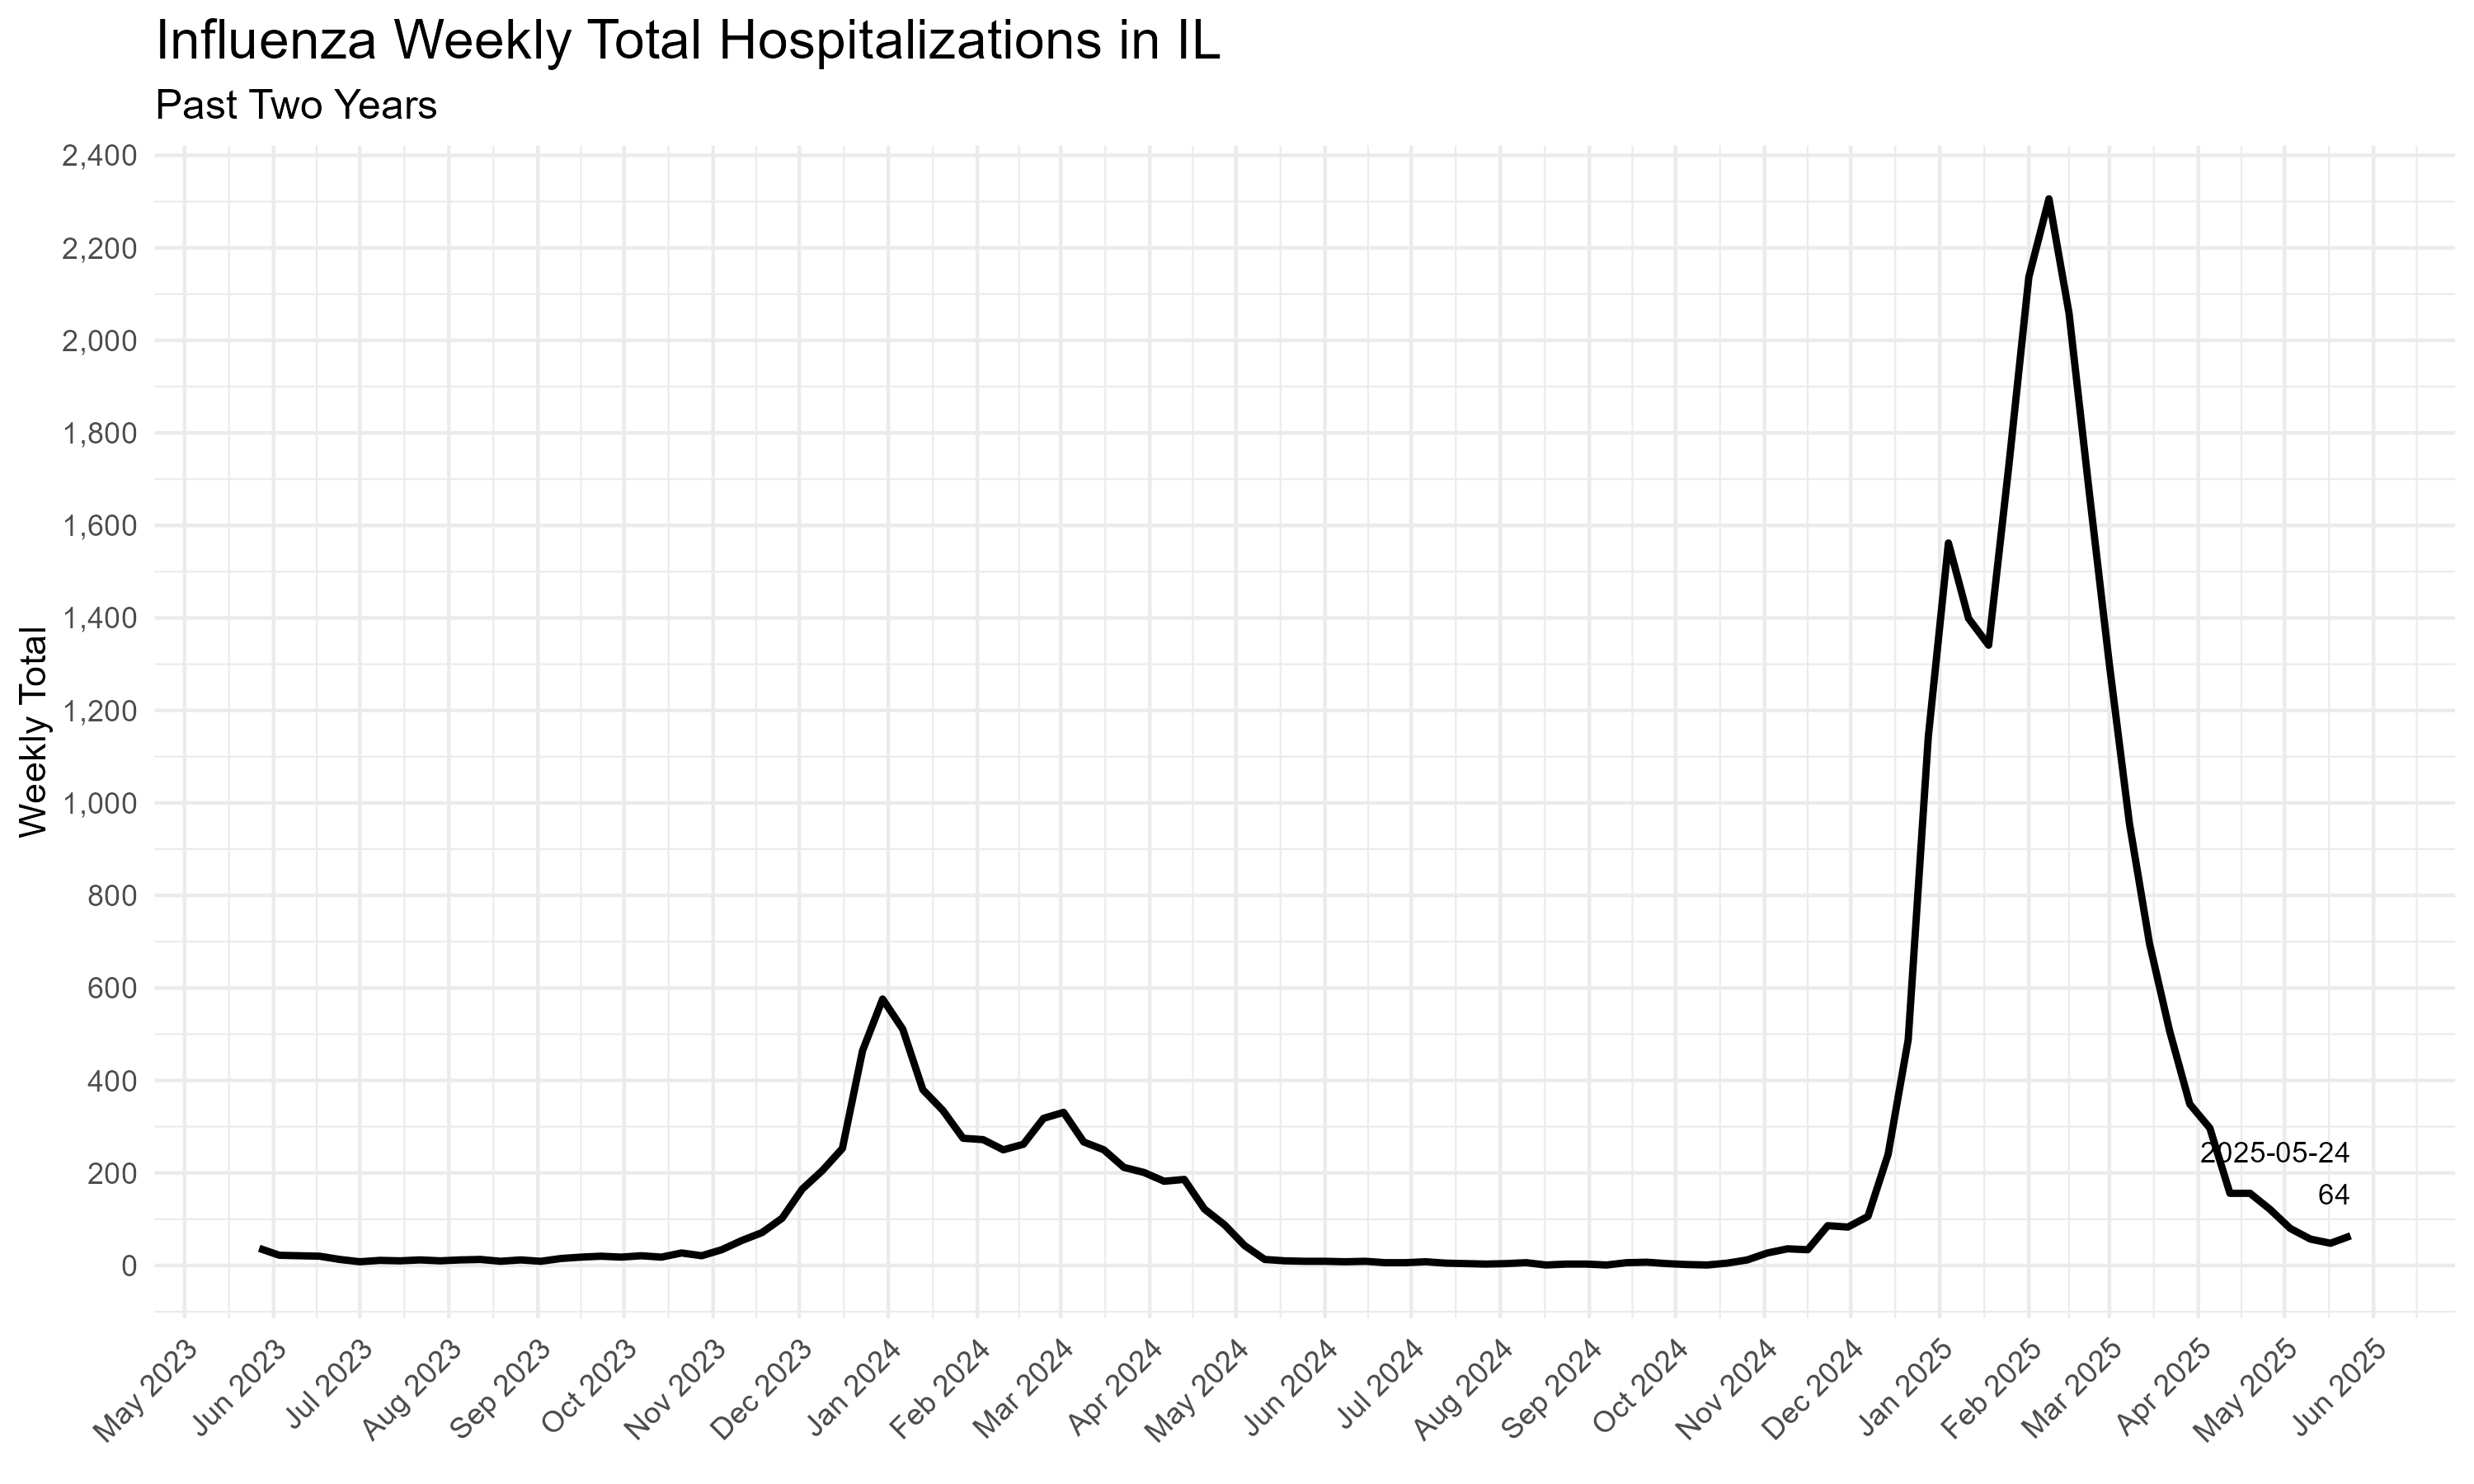 Influenza Weekly Total Hospitalizations in IL
Past Two Years
Weekly Total
2,400
2,200
2,000
1,800
1,600
1,400
1,200
1,000
800
600
400
200
0
2025-05-24
64
May 2023
Jun 2023
Jul 2023
Aug 2023
Sep 2023
Oct 2023
Nov 2023
Dec 2023
Jan 2024
Feb 2024
Mar 2024
Apr 2024
May 2024
Jun 2024
Jul 2024
Aug 2024
Sep 2024
Oct 2024
Nov 2024
Dec 2024
Jan 2025
Feb 2025
Mar 2025
Apr 2025
May 2025
Jun 2025